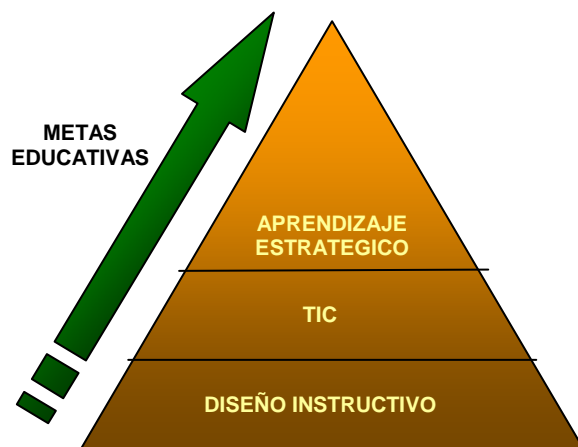 METAS
EDUCATIVAS
APRENDIZAJE
ESTRATEGICO
TIC
DISEÑO INSTRUCTIVO